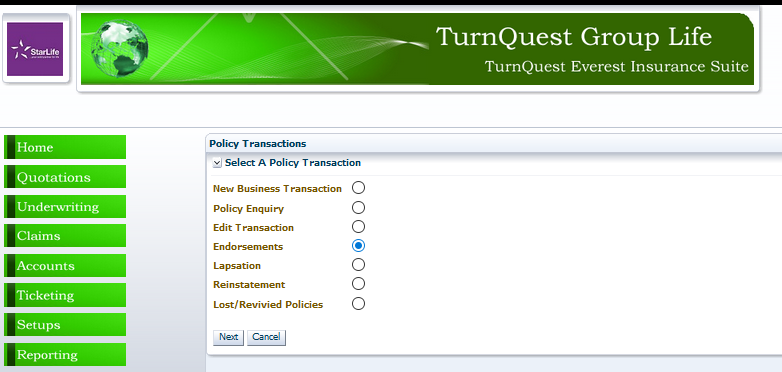 StarLife
TurnQuest Group Life
TurnQuest Everest Insurance Suite
Home
Quotations
Underwriting
Claims
Accounts
Ticketing
Setups
Reporting
Policy Transactions
Select A Policy Transaction
New Business Transaction
Policy Enquiry
Edit Transaction
Endorsements
Lapsation
Reinstatement
Lost/Revivied Policies
Next Cancel